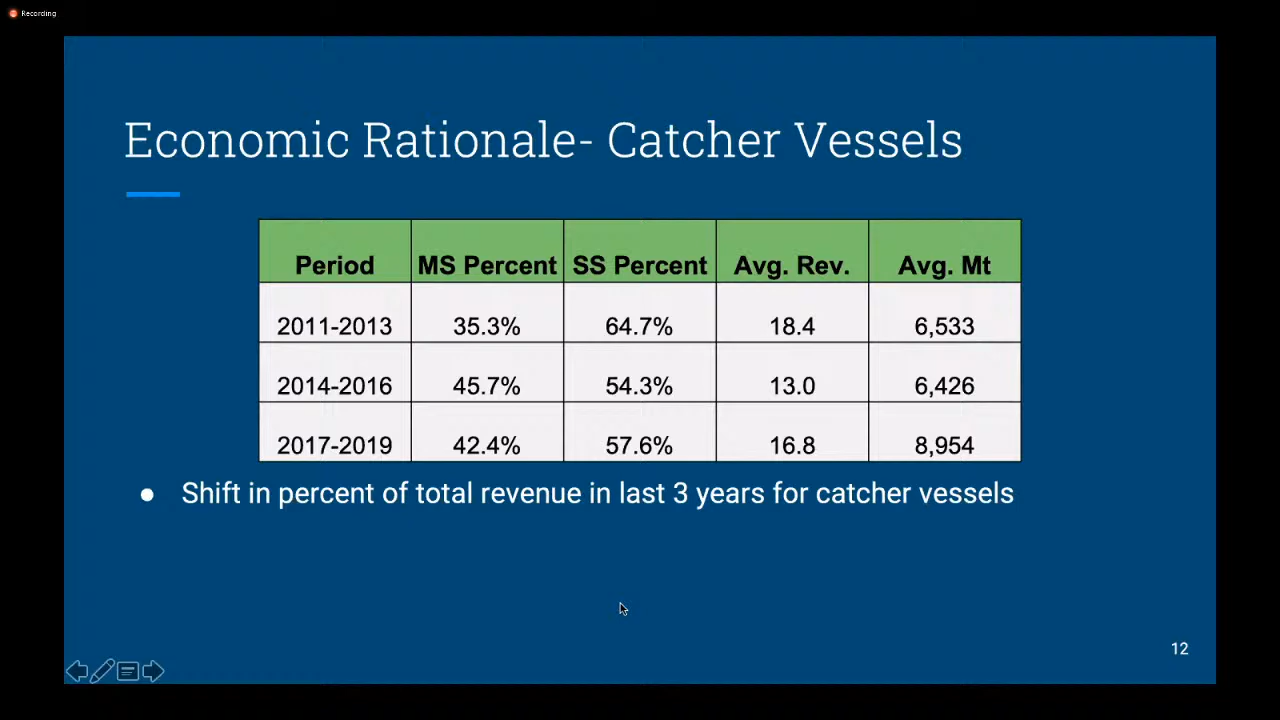 Recording
Economic Rationale- Catcher Vessels
Period MS Percent SS Percent Avg. Rev. Avg. Mt
2011-2013 35.3% 64.7% 18.4 6,533
2014-2016 45.7% 54.3% 13.0 6,426
2017-2019 42.4% 57.6% 16.8 8,954
● Shift in percent of total revenue in last 3 years for catcher vessels
12